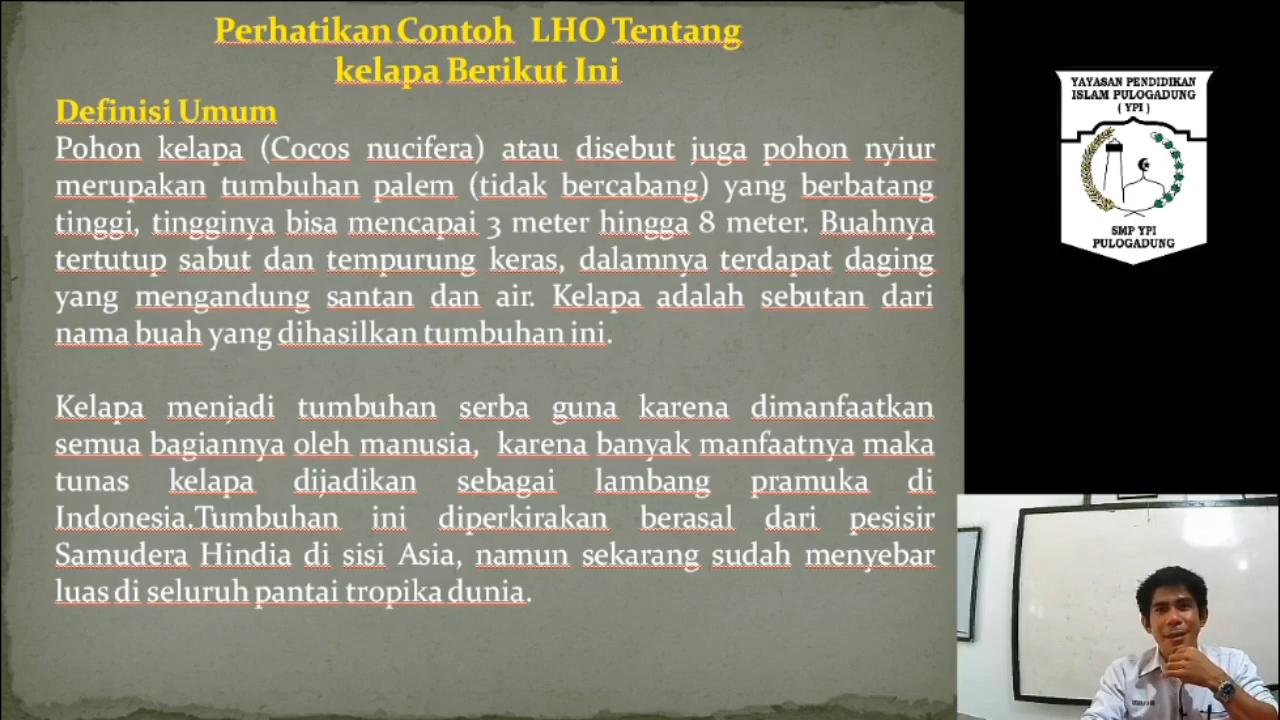 Perhatikan Contoh LHO Tentang
kelapa Berikut Ini
Definisi Umum
Pohon kelapa (Cocos nucifera) atau disebut juga pohon nyiur
merupakan tumbuhan palem (tidak bercabang) yang berbatang
tinggi, tingginya bisa mencapai 3 meter hingga 8 meter. Buahnya
tertutup sabut dan tempurung keras, dalamnya terdapat daging
yang mengandung santan dan air. Kelapa adalah sebutan dari
nama buah yang dihasilkan tumbuhan ini.
Kelapa menjadi tumbuhan serba guna karena dimanfaatkan
semua bagiannya oleh manusia, karena banyak manfaatnya maka
tunas kelapa dijadikan sebagai lambang pramuka di
Indonesia.Tumbuhan ini diperkirakan berasal dari pesisir
Samudera Hindia di sisi Asia, namun sekarang sudah menyebar
luas di seluruh pantai tropika dunia.
YAYASAN PENDIDIKAN
ISLAM PULOGADUNG
( YPI )
SMP YPI
PULOGADUNG